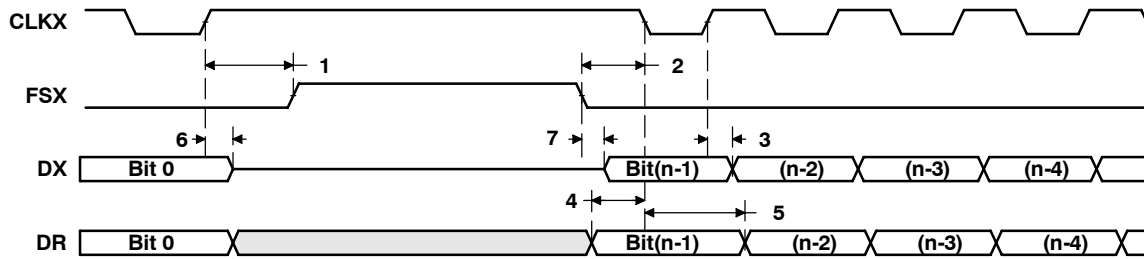 CLKX
1 2
FSX
6 7 3
DX Bit 0 Bit(n-1) (n-2) (n-3) (n-4)
4 5
DR Bit 0 Bit(n-1) (n-2) (n-3) (n-4)